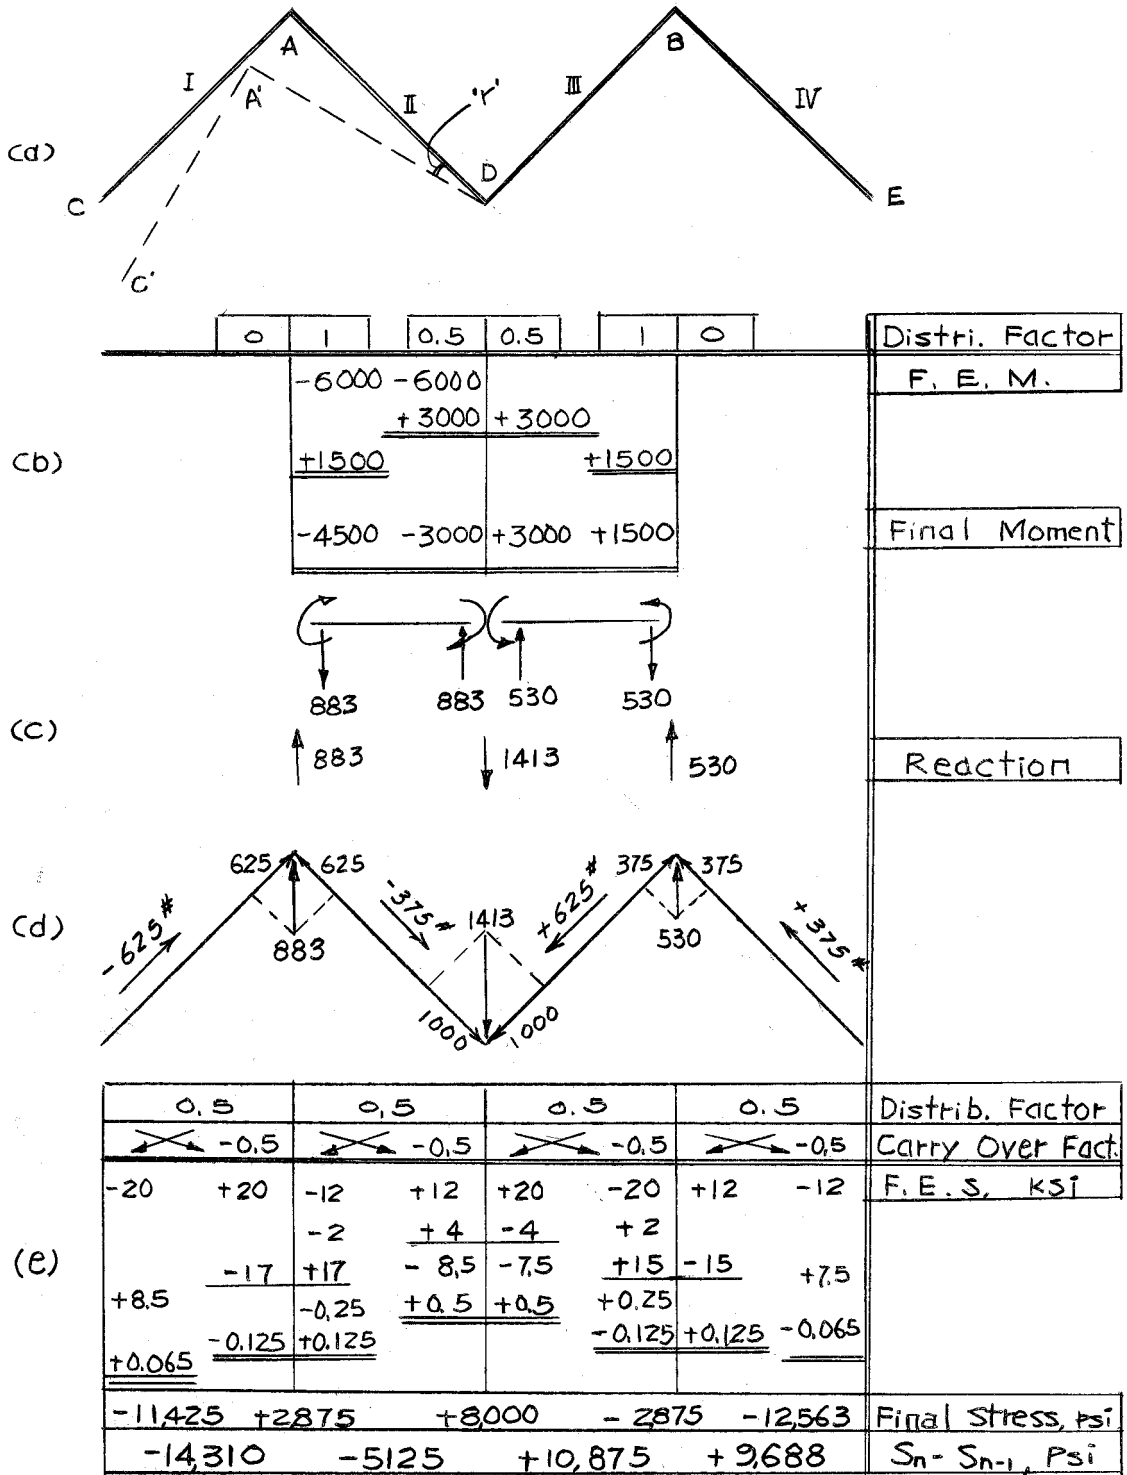 A B
I 'r' III
A' II IV
(a)
D
C E
C'
0 1 0.5 0.5 1 0 Distri. Factor
-6000 -6000 F. E. M.
+3000 +3000
(b)
+1500 +1500
-4500 -3000 +3000 +1500 Final Moment
883 883 530 530
(c)
883 1413 530 Reaction
625 625 375 375
-625# -375# 1413 +625# +375#
(d)
883 530
1000 1000
0.5 0,5 0.5 0.5 Distrib. Factor
-0.5 -0,5 -0.5 -0,5 Carry Over Fact.
-20 +20 -12 +12 +20 -20 +12 -12 F. E. S, KSi
-2 +4 -4 +2
(e)
-17 +17 -8,5 -7.5 +15 -15 +7.5
+8.5 -0,25 +0.5 +0.5 +0.25
-0.125 +0.125 -0.125 +0.125 -0.065
+0.065
-11,425 +2875 +8,000 -2875 -12,563 Final Stress, psi
-14,310 -5125 +10,875 +9,688 Sn - Sn-1, Psi